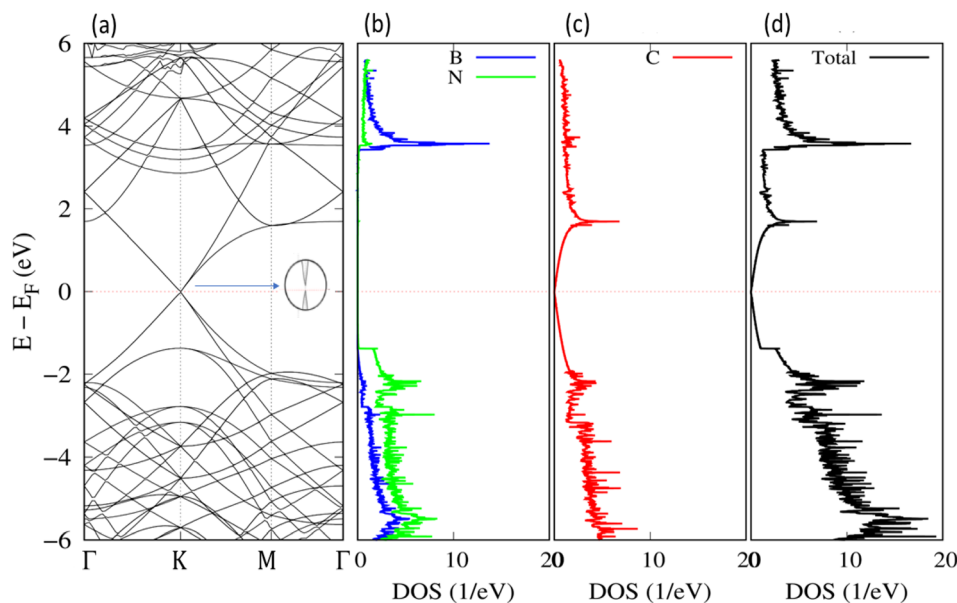 (a) (b) (c) (d)
6 B C Total
N
4
2
0
−2
−4
−6
E − E_F (eV)
Γ K M Γ 0 10 20 0 10 20 0 10 20
DOS (1/eV) DOS (1/eV) DOS (1/eV)